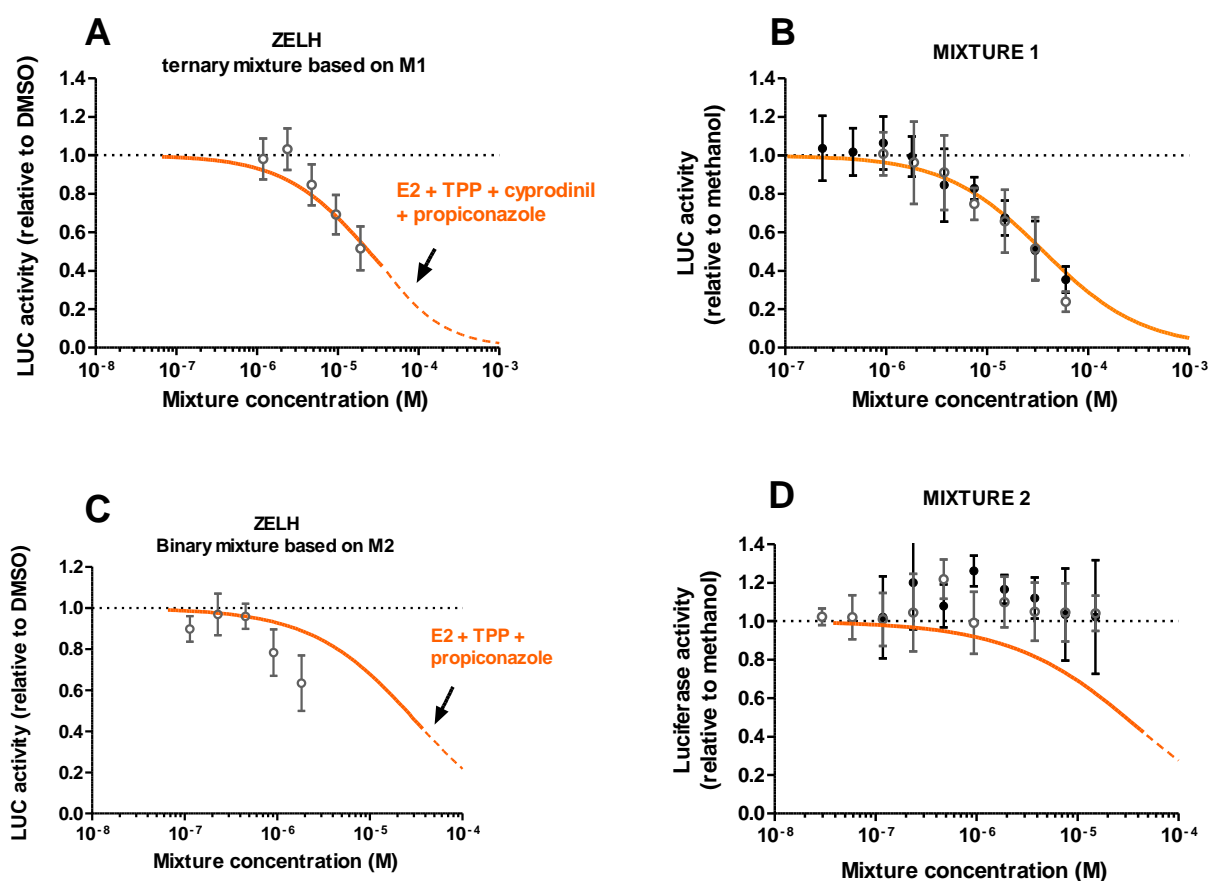 A
ZELH
ternary mixture based on M1
LUC activity (relative to DMSO)
1.4
1.2
1.0
0.8
0.6
0.4
0.2
0.0
E2 + TPP + cyprodinil
+ propiconazole
10-8 10-7 10-6 10-5 10-4 10-3
Mixture concentration (M)
B
MIXTURE 1
LUC activity
(relative to methanol)
1.4
1.2
1.0
0.8
0.6
0.4
0.2
0.0
10-7 10-6 10-5 10-4 10-3
Mixture concentration (M)
C
ZELH
Binary mixture based on M2
LUC activity (relative to DMSO)
1.2
1.0
0.8
0.6
0.4
0.2
0.0
E2 + TPP +
propiconazole
10-8 10-7 10-6 10-5 10-4
Mixture concentration (M)
D
MIXTURE 2
Luciferase activity
(relative to methanol)
1.4
1.2
1.0
0.8
0.6
0.4
0.2
0.0
10-8 10-7 10-6 10-5 10-4
Mixture concentration (M)